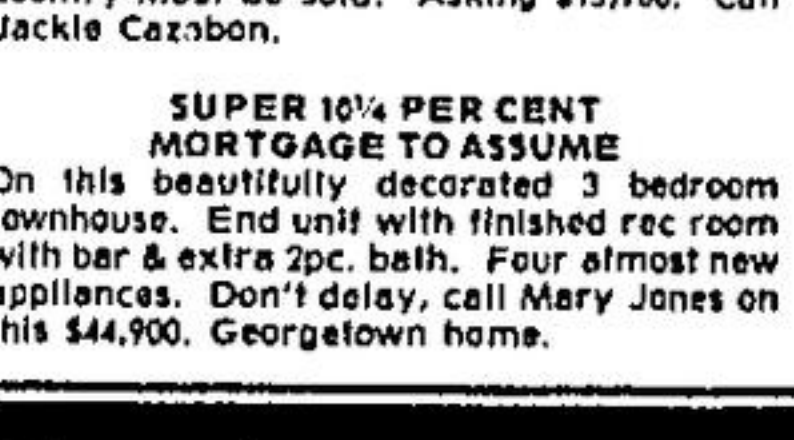 Jackie Cazabon.
SUPER 10¼ PER CENT
MORTGAGE TO ASSUME
On this beautifully decorated 3 bedroom
townhouse. End unit with finished rec room
with bar & extra 2pc. bath. Four almost new
appliances. Don't delay, call Mary Jones on
this $44,900. Georgetown home.